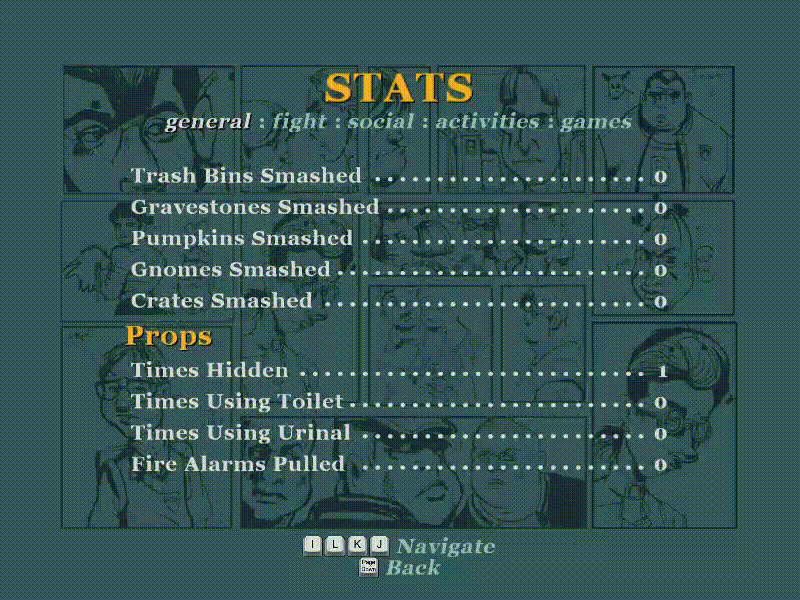 STATS
general : fight : social : activities : games
Trash Bins Smashed ........................ 0
Gravestones Smashed ....................... 0
Pumpkins Smashed ......................... 0
Gnomes Smashed ........................... 0
Crates Smashed ............................ 0
Props
Times Hidden .............................. 1
Times Using Toilet ......................... 0
Times Using Urinal ........................ 0
Fire Alarms Pulled ........................ 0
I L K J Navigate
Page Down Back